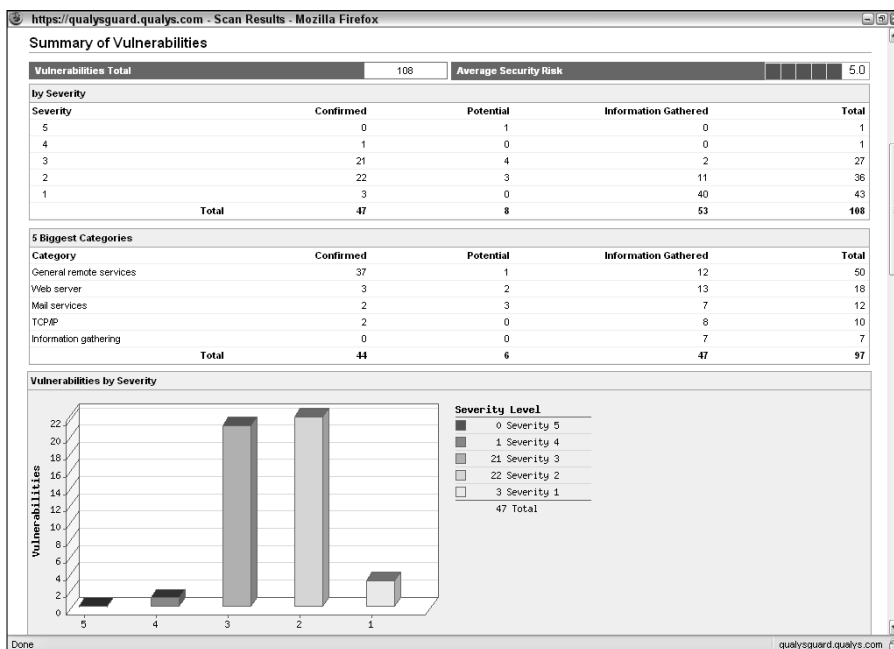 https://qualysguard.qualys.com - Scan Results - Mozilla Firefox
Summary of Vulnerabilities
Vulnerabilities Total 108 Average Security Risk 5.0
by Severity
Severity Confirmed Potential Information Gathered Total
5 0 1 0 1
4 1 0 0 1
3 21 4 2 27
2 22 3 11 36
1 3 0 40 43
Total 47 8 53 108
5 Biggest Categories
Category Confirmed Potential Information Gathered Total
General remote services 37 1 12 50
Web server 3 2 13 18
Mail services 2 3 7 12
TCP/IP 2 0 8 10
Information gathering 0 0 7 7
Total 44 6 47 97
Vulnerabilities by Severity
Vulnerabilities
22
20
18
16
14
12
10
8
6
4
2
0
5 4 3 2 1
Severity Level
0 Severity 5
1 Severity 4
21 Severity 3
22 Severity 2
3 Severity 1
47 Total
Done qualysguard.qualys.com